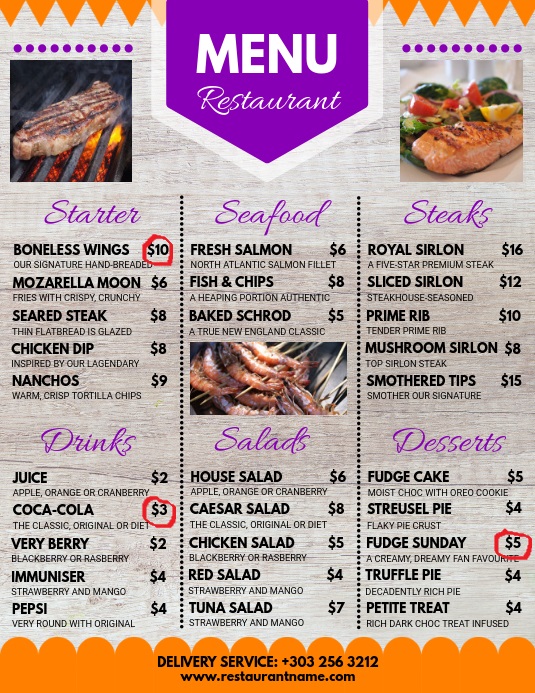 MENU
Restaurant
Starter
BONELESS WINGS $10
OUR SIGNATURE HAND-BREADED
MOZARELLA MOON $6
FRIES WITH CRISPY, CRUNCHY
SEARED STEAK $8
THIN FLATBREAD IS GLAZED
CHICKEN DIP $8
INSPIRED BY OUR LAGENDARY
NANCHOS $9
WARM, CRISP TORTILLA CHIPS
Seafood
FRESH SALMON $6
NORTH ATLANTIC SALMON FILLET
FISH & CHIPS $8
A HEAPING PORTION AUTHENTIC
BAKED SCHROD $5
A TRUE NEW ENGLAND CLASSIC
Steaks
ROYAL SIRLON $16
A FIVE-STAR PREMIUM STEAK
SLICED SIRLON $12
STEAKHOUSE-SEASONED
PRIME RIB $10
TENDER PRIME RIB
MUSHROOM SIRLON $8
TOP SIRLON STEAK
SMOTHERED TIPS $15
SMOTHER OUR SIGNATURE
Drinks
JUICE $2
APPLE, ORANGE OR CRANBERRY
COCA-COLA $3
THE CLASSIC, ORIGINAL OR DIET
VERY BERRY $2
BLACKBERRY OR RASBERRY
IMMUNISER $4
STRAWBERRY AND MANGO
PEPSI $4
VERY ROUND WITH ORIGINAL
Salads
HOUSE SALAD $6
APPLE, ORANGE OR CRANBERRY
CAESAR SALAD $8
THE CLASSIC, ORIGINAL OR DIET
CHICKEN SALAD $5
BLACKBERRY OR RASBERRY
RED SALAD $4
STRAWBERRY AND MANGO
TUNA SALAD $7
STRAWBERRY AND MANGO
Desserts
FUDGE CAKE $5
MOIST CHOC WITH OREO COOKIE
STREUSEL PIE $4
FLAKY PIE CRUST
FUDGE SUNDAY $5
A CREAMY, DREAMY FAN FAVOURITE
TRUFFLE PIE $4
DECADENTLY RICH PIE
PETITE TREAT $4
RICH DARK CHOC TREAT INFUSED
DELIVERY SERVICE: +303 256 3212
www.restaurantname.com